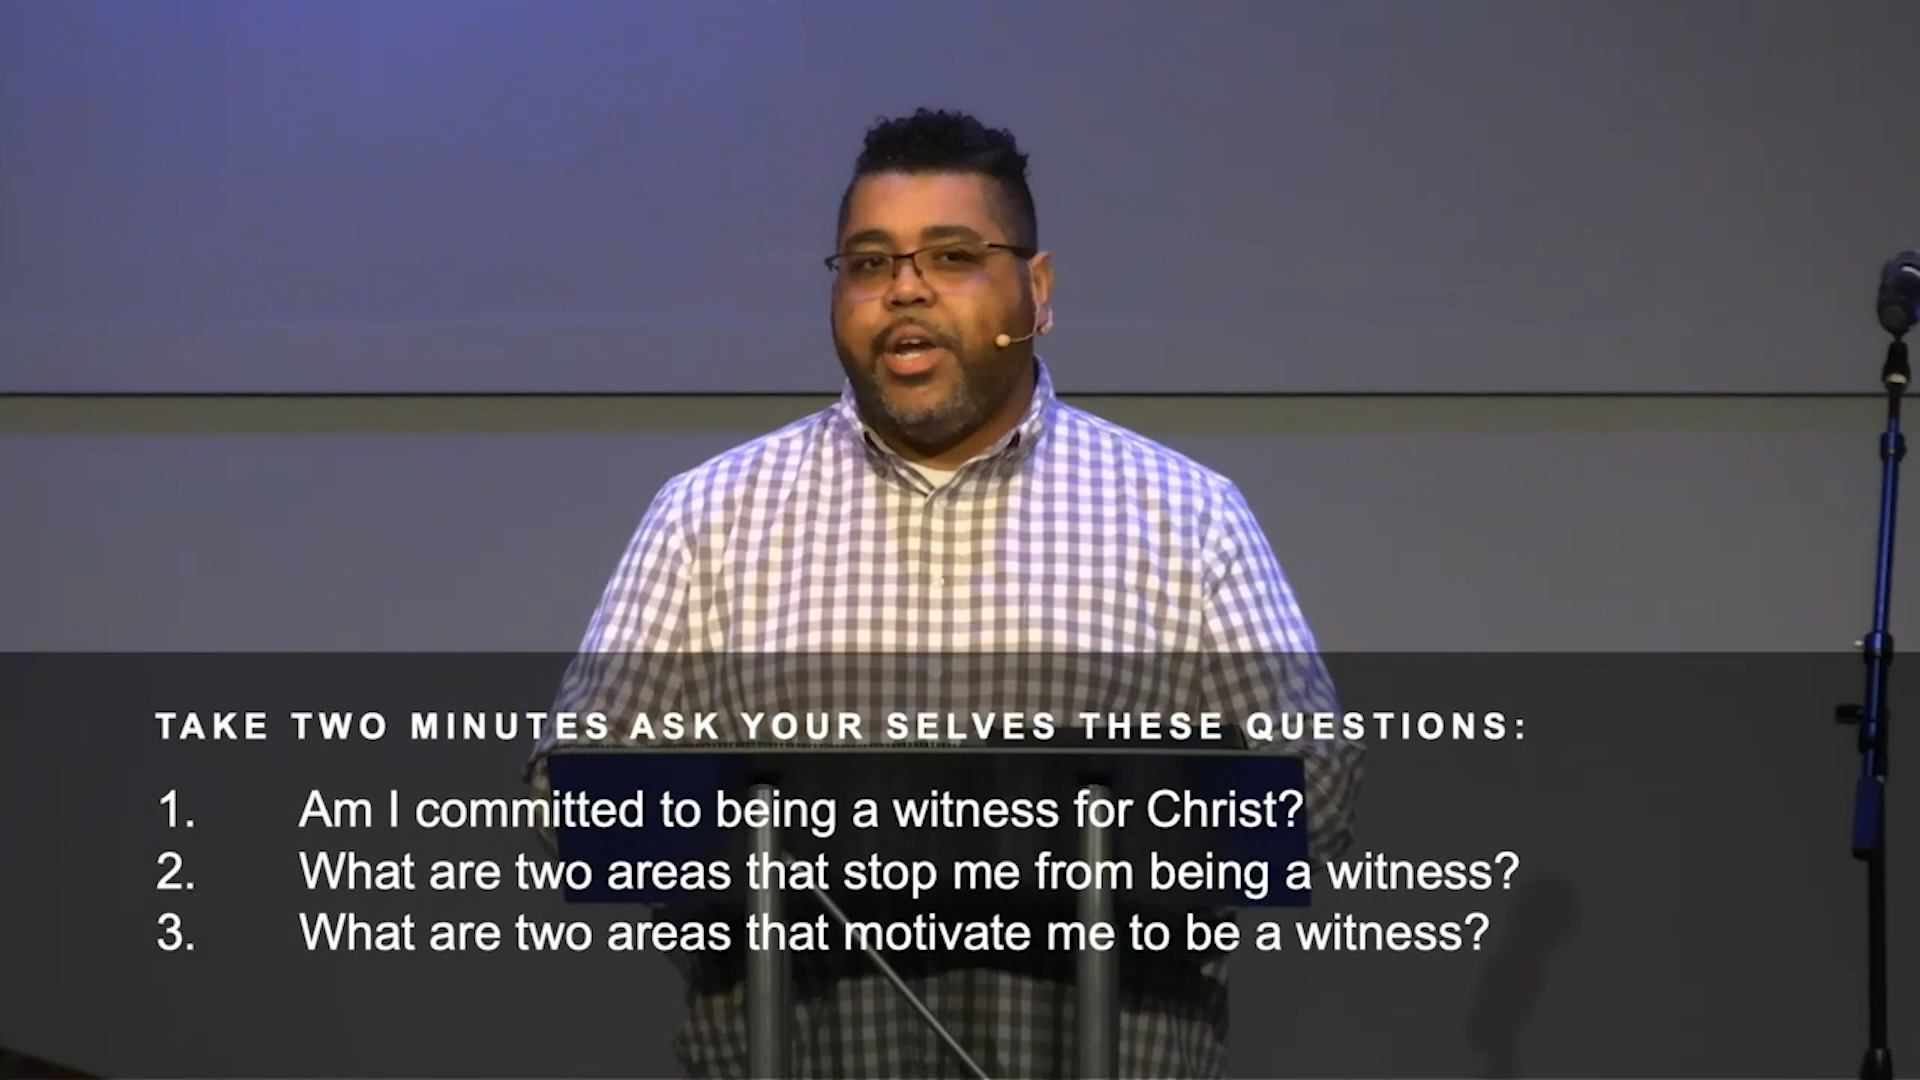 TAKE TWO MINUTES ASK YOUR SELVES THESE QUESTIONS:
1. Am I committed to being a witness for Christ?
2. What are two areas that stop me from being a witness?
3. What are two areas that motivate me to be a witness?